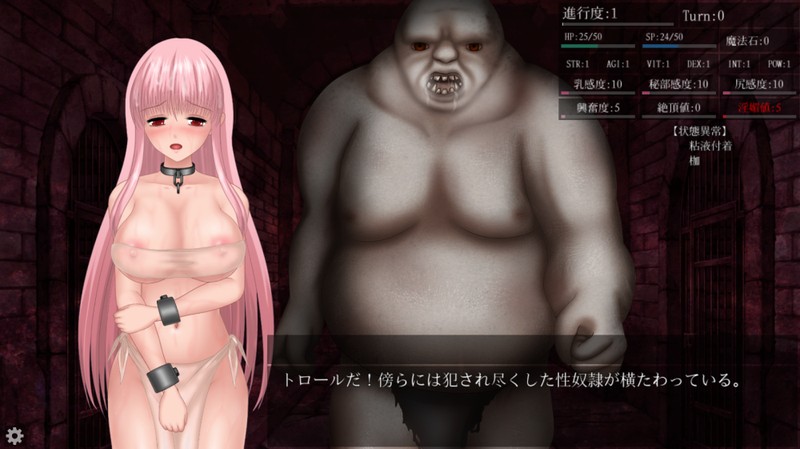 進行度:1 Turn:0
HP:25/50 SP:24/50 魔法石:0
STR:1 AGI:1 VIT:1 DEX:1 INT:1 POW:1
乳感度:10 秘部感度:10 尻感度:10
興奮度:5 絶頂値:0 淫媚値:5
【状態異常】
粘液付着
枷
トロールだ！傍らには犯され尽くした性奴隷が横たわっている。